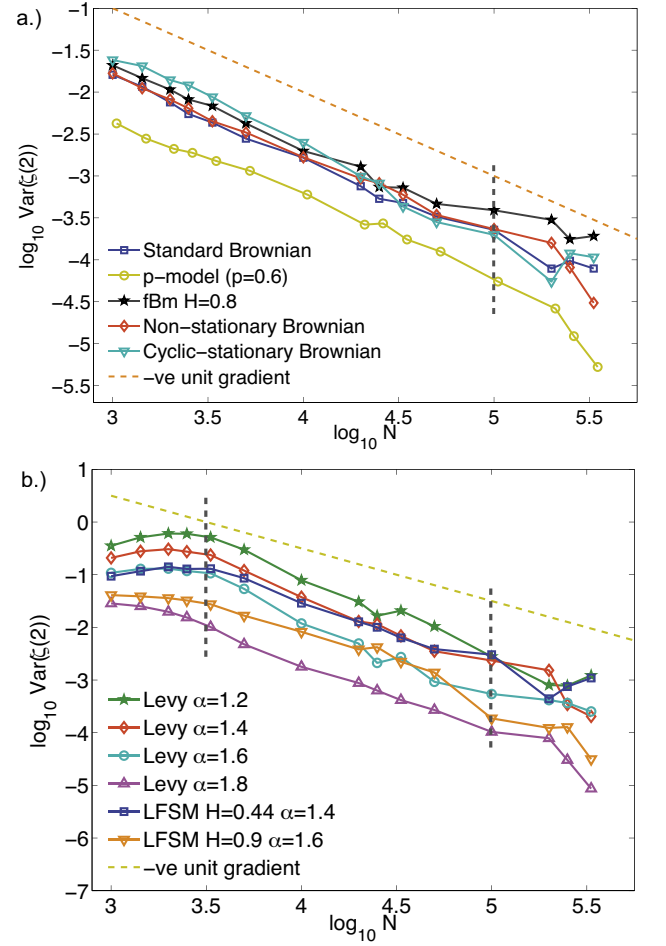 a.)
−1
−1.5
−2
−2.5
−3
−3.5
−4
−4.5
−5
−5.5
log10 Var(ζ(2))
Standard Brownian
p−model (p=0.6)
fBm H=0.8
Non−stationary Brownian
Cyclic−stationary Brownian
−ve unit gradient
3 3.5 4 4.5 5 5.5
log10 N
b.)
1
0
−1
−2
−3
−4
−5
−6
−7
log10 Var(ζ(2))
Levy α=1.2
Levy α=1.4
Levy α=1.6
Levy α=1.8
LFSM H=0.44 α=1.4
LFSM H=0.9 α=1.6
−ve unit gradient
3 3.5 4 4.5 5 5.5
log10 N